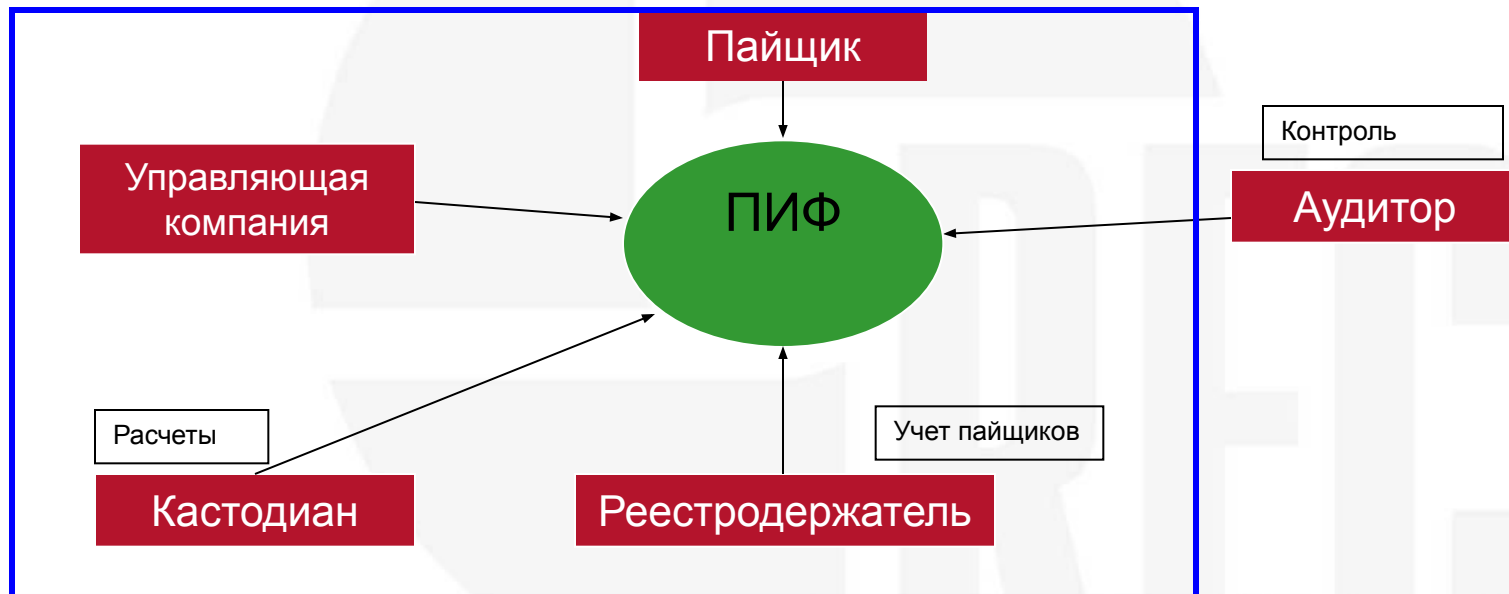 Пайщик
Контроль
Управляющая
компания
ПИФ
Аудитор
Расчеты
Учет пайщиков
Кастодиан
Реестродержатель